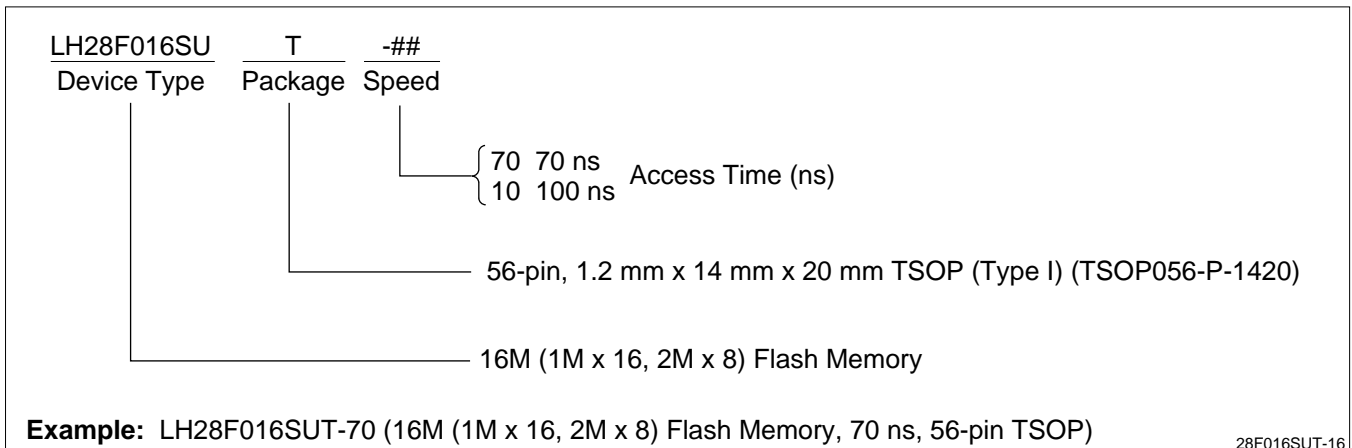 LH28F016SU T -##
Device Type Package Speed
70 70 ns
10 100 ns
Access Time (ns)
56-pin, 1.2 mm x 14 mm x 20 mm TSOP (Type I) (TSOP056-P-1420)
16M (1M x 16, 2M x 8) Flash Memory
Example: LH28F016SUT-70 (16M (1M x 16, 2M x 8) Flash Memory, 70 ns, 56-pin TSOP)
28F016SUT-16